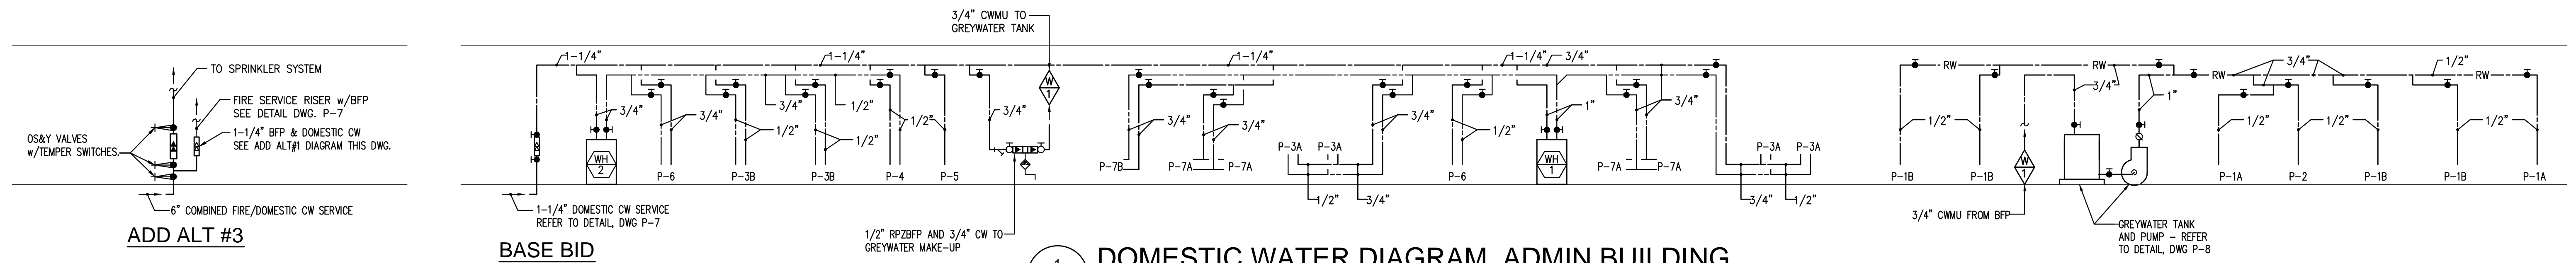 TO SPRINKLER SYSTEM
FIRE SERVICE RISER w/BFP
SEE DETAIL DWG. P-7
1-1/4" BFP & DOMESTIC CW
SEE ADD ALT#1 DIAGRAM THIS DWG.
OS&Y VALVES
w/TEMPER SWITCHES.
6" COMBINED FIRE/DOMESTIC CW SERVICE
ADD ALT #3
3/4" CWMU TO
GREYWATER TANK
1-1/4"
1-1/4"
1-1/4"
1-1/4"
3/4"
W
1
3/4"
3/4"
3/4"
1/2"
1/2"
1/2"
1/2"
3/4"
3/4"
3/4"
3/4"
1/2"
1"
3/4"
WH
2
P-6
P-3B
P-3B
P-4
P-5
P-7B
P-7A
P-7A
P-3A
P-3A
P-6
WH
1
P-7A
P-7A
P-3A
P-3A
1/2"
3/4"
3/4"
1/2"
1-1/4" DOMESTIC CW SERVICE
REFER TO DETAIL, DWG P-7
1/2" RPZBFP AND 3/4" CW TO
GREYWATER MAKE-UP
BASE BID
RW
RW
RW
RW
3/4"
1/2"
3/4"
1"
1/2"
1/2"
1/2"
1/2"
P-1B
P-1B
W
1
P-1A
P-2
P-1B
P-1B
P-1A
3/4" CWMU FROM BFP
GREYWATER TANK
AND PUMP - REFER
TO DETAIL, DWG P-8
1
DOMESTIC WATER DIAGRAM ADMIN BUILDING